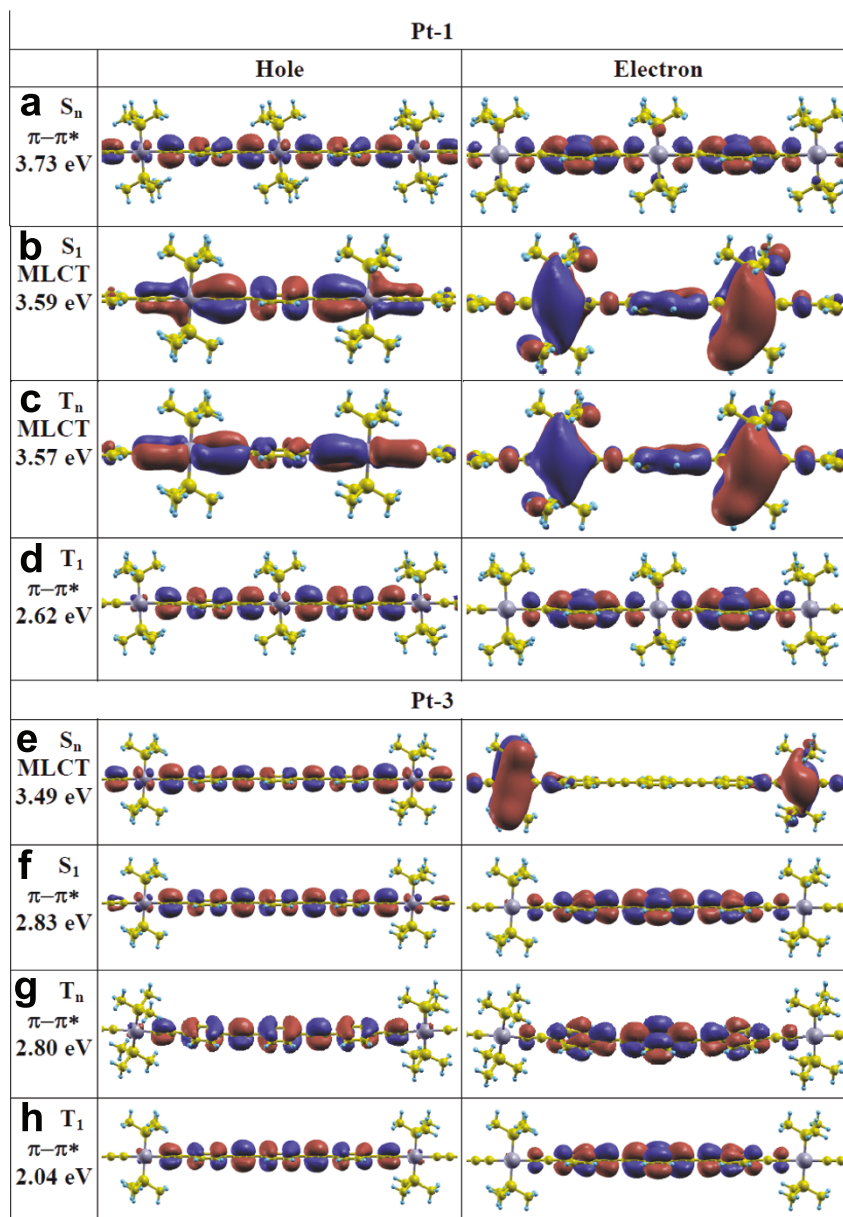 Pt-1
Hole Electron
a Sn
π–π*
3.73 eV
b S1
MLCT
3.59 eV
c Tn
MLCT
3.57 eV
d T1
π–π*
2.62 eV
Pt-3
e Sn
MLCT
3.49 eV
f S1
π–π*
2.83 eV
g Tn
π–π*
2.80 eV
h T1
π–π*
2.04 eV